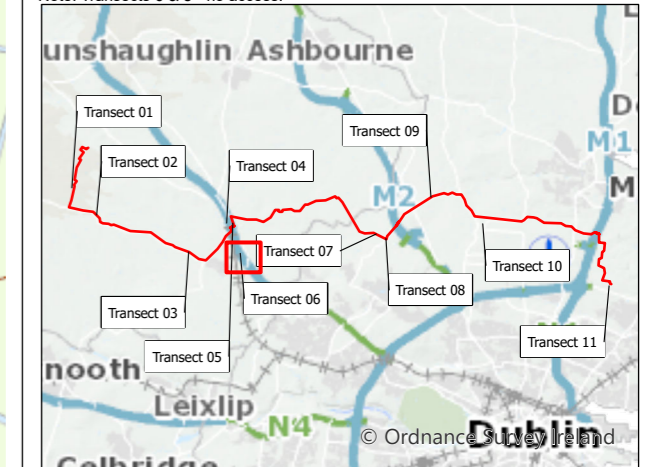 unshaughlin Ashbourne
Transect 01
Transect 09
M1
Transect 02
Transect 04
M2
Transect 07
Transect 10
Transect 08
Transect 06
Transect 03
Transect 11
Transect 05
nooth
Leixlip
N4
Dublin
© Ordnance Survey Ireland
Celbridge